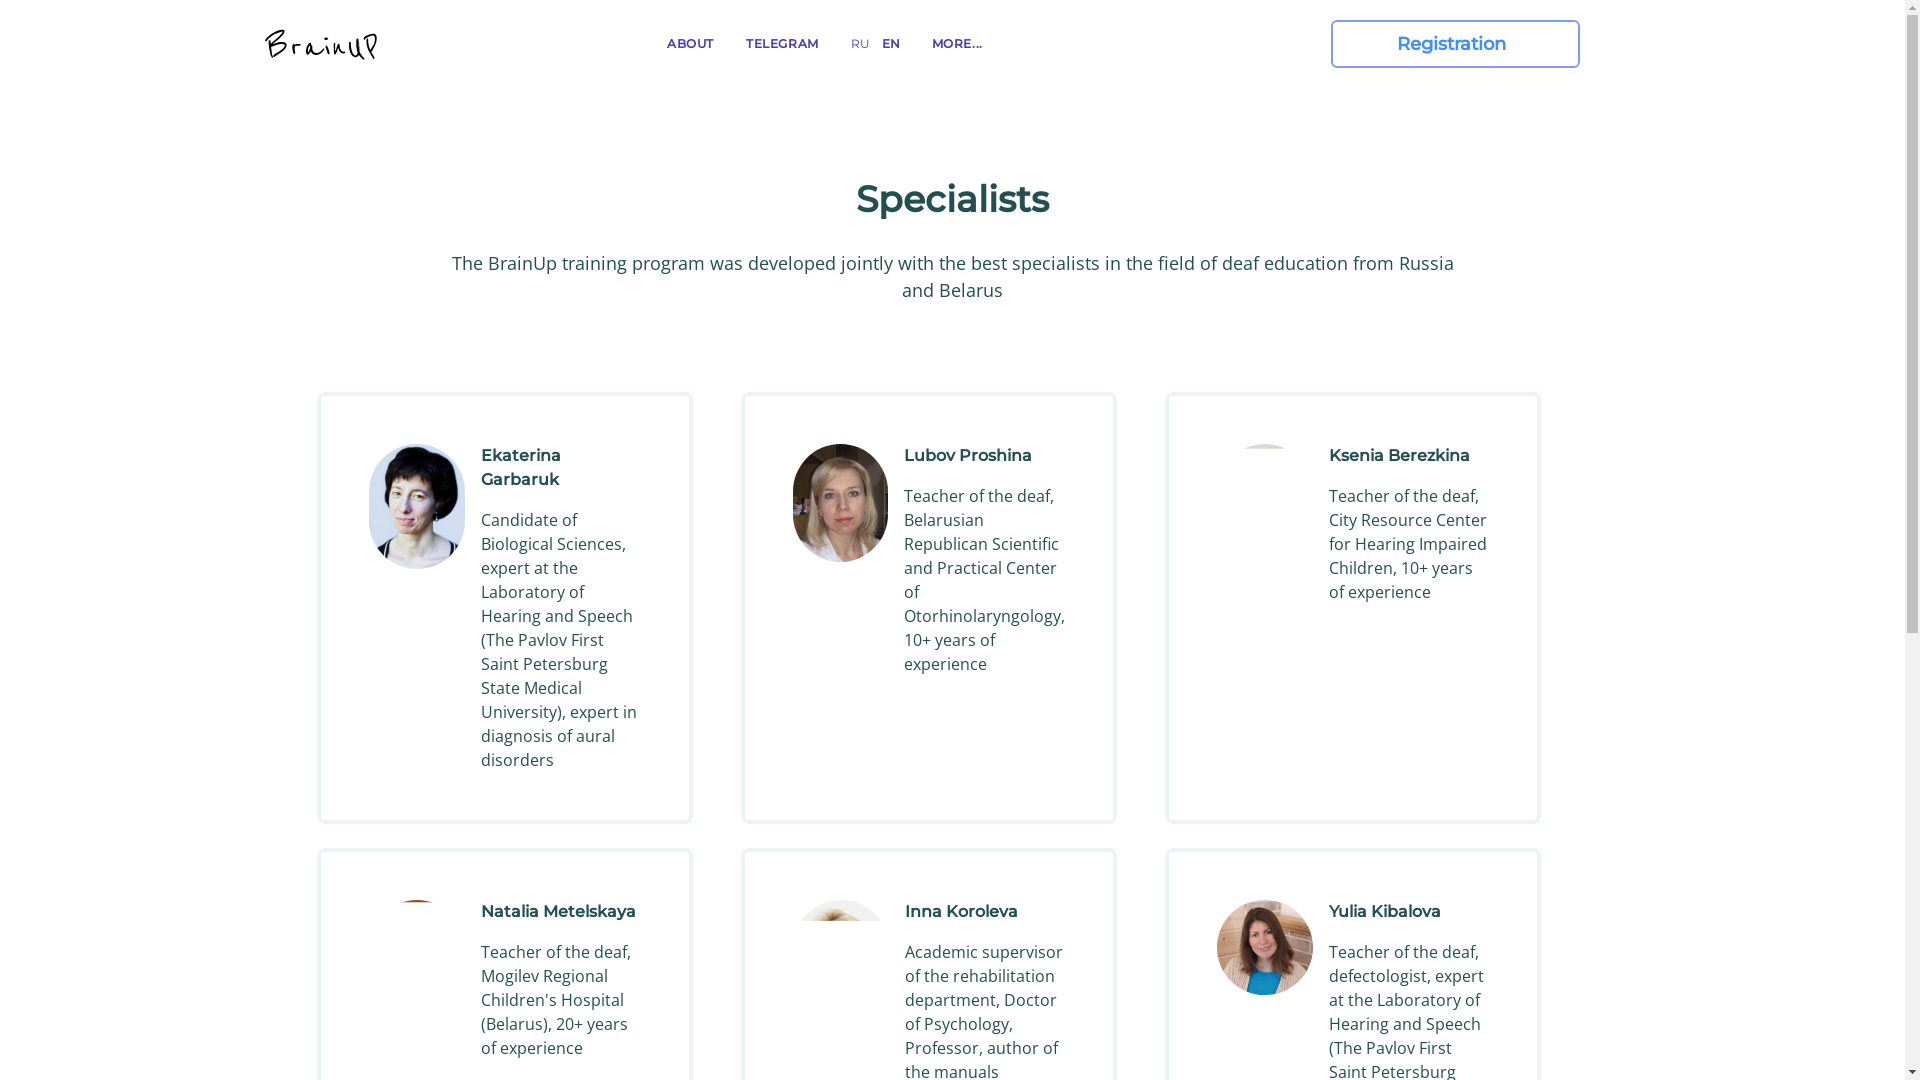 BrainUP
ABOUT
TELEGRAM
RU
EN
MORE...
Registration
Specialists
The BrainUp training program was developed jointly with the best specialists in the field of deaf education from Russia
and Belarus
Ekaterina
Garbaruk
Candidate of
Biological Sciences,
expert at the
Laboratory of
Hearing and Speech
(The Pavlov First
Saint Petersburg
State Medical
University), expert in
diagnosis of aural
disorders
Lubov Proshina
Teacher of the deaf,
Belarusian
Republican Scientific
and Practical Center
of
Otorhinolaryngology,
10+ years of
experience
Ksenia Berezkina
Teacher of the deaf,
City Resource Center
for Hearing Impaired
Children, 10+ years
of experience
Natalia Metelskaya
Teacher of the deaf,
Mogilev Regional
Children's Hospital
(Belarus), 20+ years
of experience
Inna Koroleva
Academic supervisor
of the rehabilitation
department, Doctor
of Psychology,
Professor, author of
the manuals
Yulia Kibalova
Teacher of the deaf,
defectologist, expert
at the Laboratory of
Hearing and Speech
(The Pavlov First
Saint Petersburg